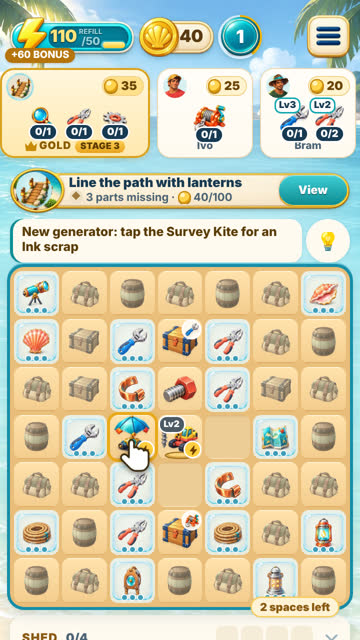 110 REFILL /50
+60 BONUS
40
1
35
0/1 0/1 0/1
GOLD STAGE 3
25
0/1
Ivo
20
Lv3 Lv2
0/1 0/2
Bram
Line the path with lanterns
3 parts missing · 40/100
View
New generator: tap the Survey Kite for an
Ink scrap
Lv2
2 spaces left
SHED 0/4